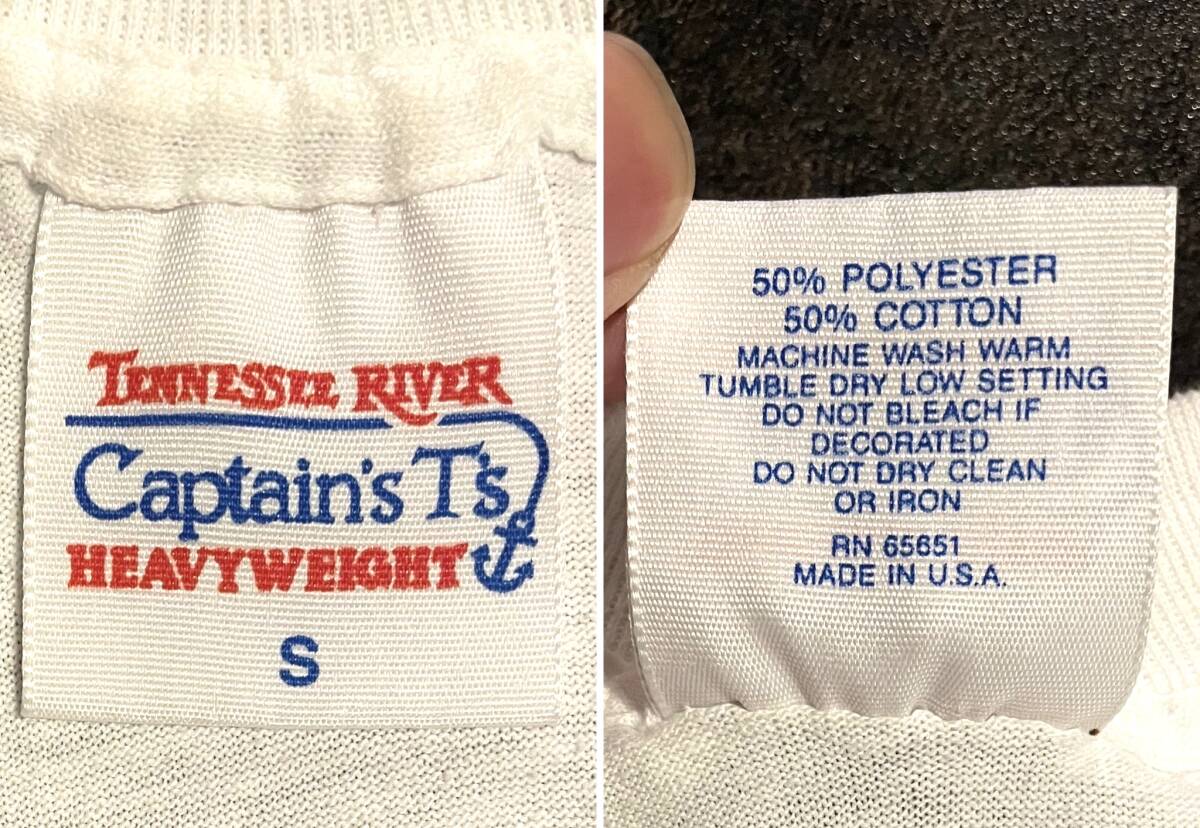 TENNESSEE RIVER
Captain's T's
HEAVYWEIGHT
S
50% POLYESTER
50% COTTON
MACHINE WASH WARM
TUMBLE DRY LOW SETTING
DO NOT BLEACH IF
DECORATED
DO NOT DRY CLEAN
OR IRON
RN 65651
MADE IN U.S.A.